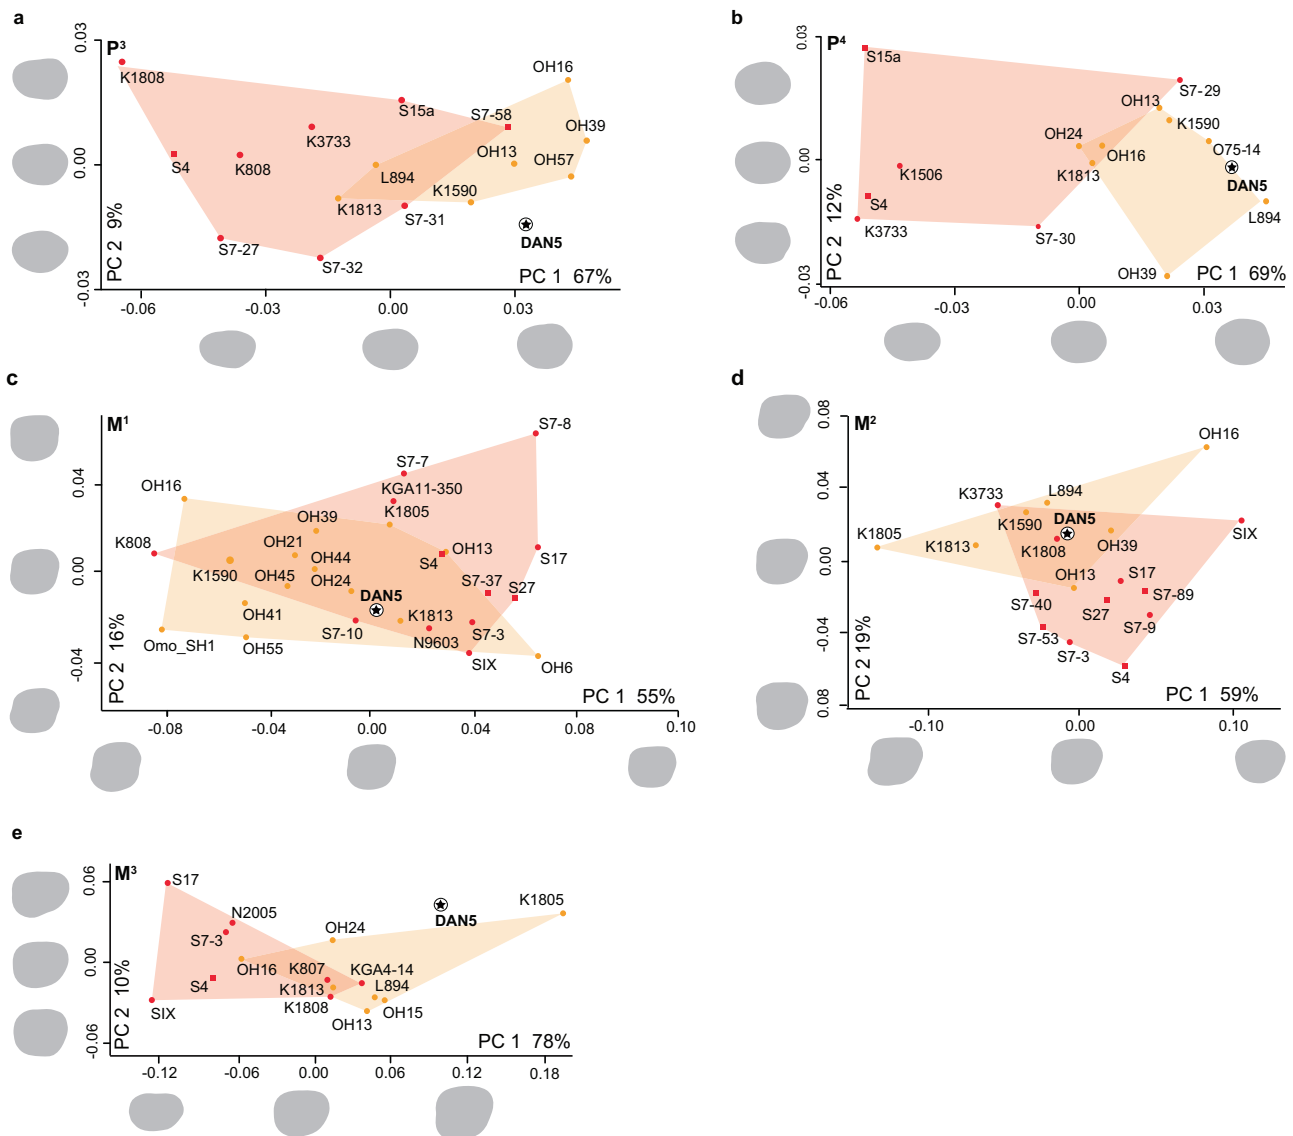 a
P3
0.03
0.00
-0.03
PC 2 9%
K1808
S4
K808
K3733
S15a
S7-58
OH16
OH39
OH13
OH57
L894
K1813
K1590
S7-31
S7-27
S7-32
DAN5
PC 1 67%
-0.06
-0.03
0.00
0.03
b
P4
0.03
0.00
-0.03
PC 2 12%
S15a
S7-29
OH13
K1590
OH24
OH16
O75-14
K1813
DAN5
K1506
S4
K3733
S7-30
L894
OH39
PC 1 69%
-0.06
-0.03
0.00
0.03
c
M1
0.04
0.00
-0.04
PC 2 16%
S7-8
S7-7
KGA11-350
K1805
OH16
OH39
K808
OH21
OH44
OH13
S4
S17
K1590
OH45
OH24
S7-37
S27
DAN5
OH41
K1813
S7-10
N9603
S7-3
Omo_SH1
OH55
SIX
OH6
PC 1 55%
-0.08
-0.04
0.00
0.04
0.08
0.10
d
M2
0.08
0.04
0.00
-0.04
0.08
PC 2 19%
OH16
K3733
L894
K1590
DAN5
SIX
K1805
K1813
K1808
OH39
OH13
S17
S7-40
S27
S7-89
S7-9
S7-53
S7-3
S4
PC 1 59%
-0.10
0.00
0.10
e
M3
0.06
0.00
-0.06
PC 2 10%
S17
N2005
S7-3
OH24
DAN5
K1805
OH16
K807
KGA4-14
S4
K1813
L894
K1808
SIX
OH13
OH15
PC 1 78%
-0.12
-0.06
0.00
0.06
0.12
0.18